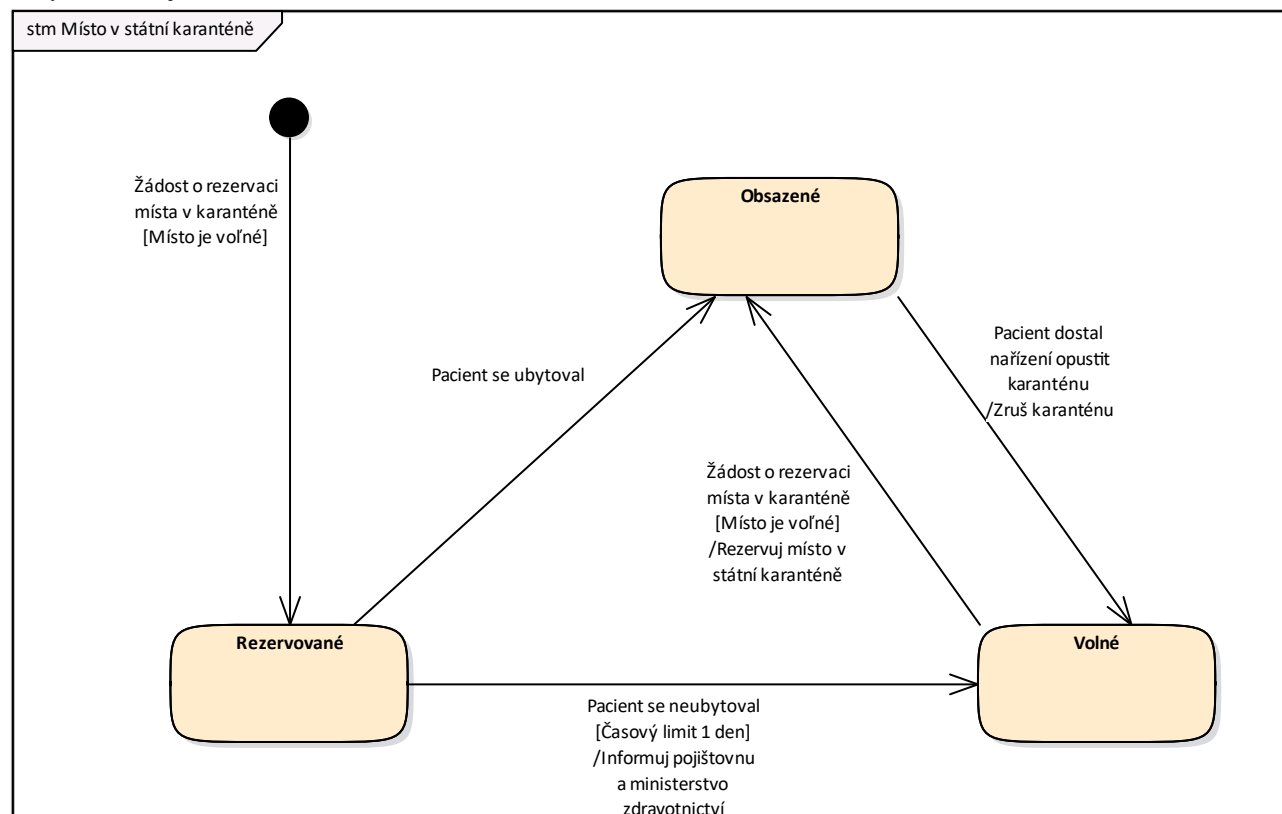 stm Místo v státní karanténě
Žádost o rezervaci
místa v karanténě
[Místo je voľné]
Obsazené
Pacient dostal
nařízení opustit
karanténu
/Zruš karanténu
Pacient se ubytoval
Žádost o rezervaci
místa v karanténě
[Místo je voľné]
/Rezervuj místo v
státní karanténě
Rezervované
Volné
Pacient se neubytoval
[Časový limit 1 den]
/Informuj pojištovnu
a ministerstvo
zdravotnictví